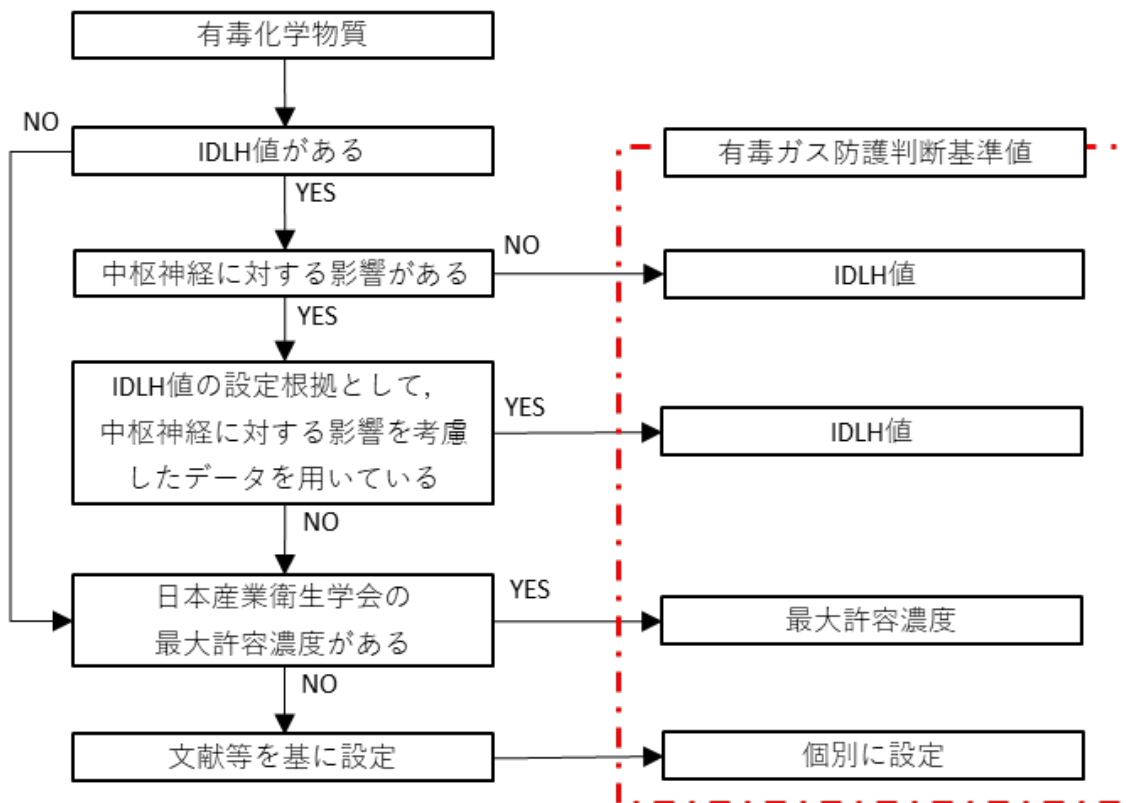 有毒化学物質
NO
IDLH値がある
有毒ガス防護判断基準値
YES
中枢神経に対する影響がある
NO
IDLH値
YES
IDLH値の設定根拠として,
中枢神経に対する影響を考慮
したデータを用いている
YES
IDLH値
NO
日本産業衛生学会の
最大許容濃度がある
YES
最大許容濃度
NO
文献等を基に設定
個別に設定